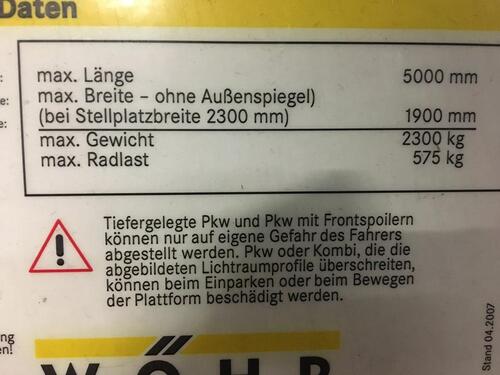 Daten
max. Länge 5000 mm
max. Breite – ohne Außenspiegel)
(bei Stellplatzbreite 2300 mm) 1900 mm
max. Gewicht 2300 kg
max. Radlast 575 kg
Tiefergelegte Pkw und Pkw mit Frontspoilern
können nur auf eigene Gefahr des Fahrers
abgestellt werden. Pkw oder Kombi, die die
abgebildeten Lichtraumprofile überschreiten,
können beim Einparken oder beim Bewegen
der Plattform beschädigt werden.
WÖHR
Stand 04.2007